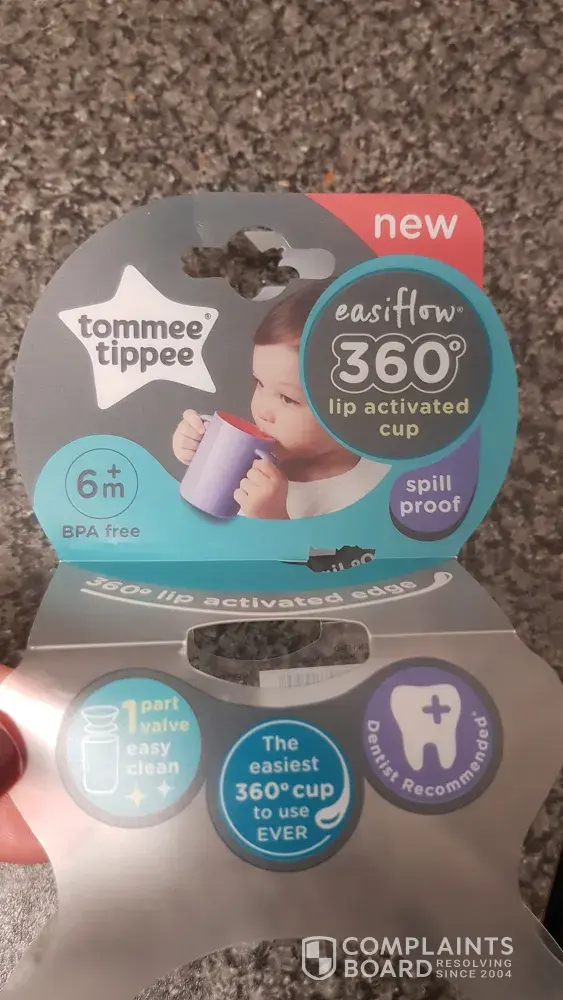 new
tommee®
tippee
easiflow®
360°
lip activated
cup
6+m
BPA free
spill
proof
360° lip activated edge
1 part
valve
easy
clean
The
easiest
360° cup
to use
EVER
Dentist Recommended*
COMPLAINTS
BOARD RESOLVING
SINCE 2004